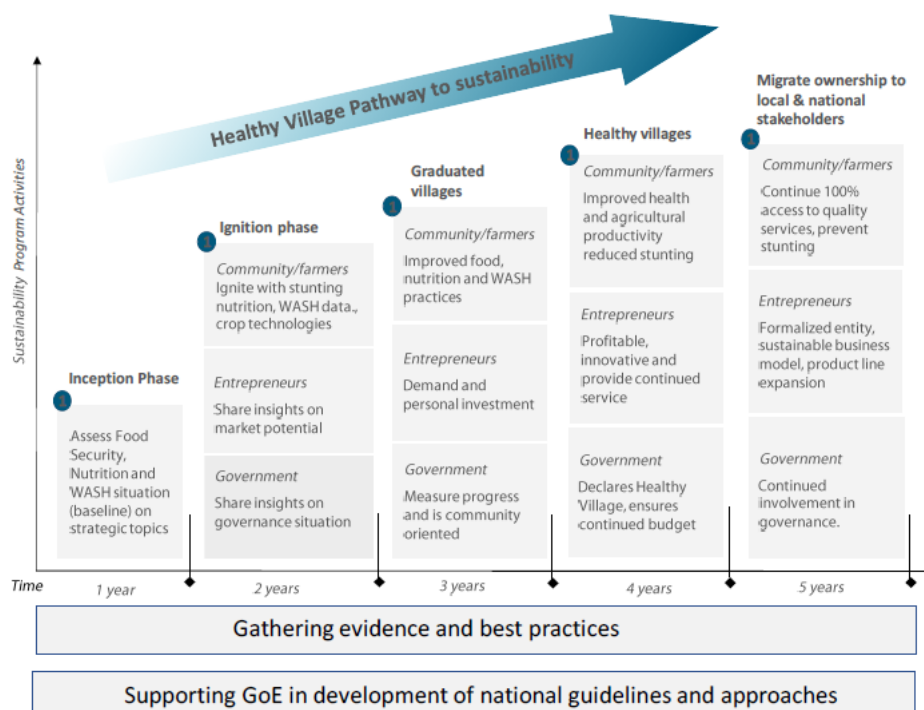 Healthy Village Pathway to sustainability
Sustainability Program Activities
Inception Phase
1
Assess Food
Security,
Nutrition and
WASH situation
(baseline) on
strategic topics
Ignition phase
1
Community/farmers
Ignite with stunting
nutrition, WASH data.,
crop technologies
Entrepreneurs
Share insights on
market potential
Government
Share insights on
governance situation
Graduated
villages
1
Community/farmers
Improved food,
nutrition and WASH
practices
Entrepreneurs
Demand and
personal investment
Government
Measure progress
and is community
oriented
Healthy villages
1
Community/farmers
Improved health
and agricultural
productivity
reduced stunting
Entrepreneurs
Profitable,
innovative and
provide continued
service
Government
Declares Healthy
Village, ensures
continued budget
Migrate ownership to
local & national
stakeholders
1
Community/farmers
Continue 100%
access to quality
services, prevent
stunting
Entrepreneurs
Formalized entity,
sustainable business
model, product line
expansion
Government
Continued
involvement in
governance.
Time
1 year
2 years
3 years
4 years
5 years
Gathering evidence and best practices
Supporting GoE in development of national guidelines and approaches